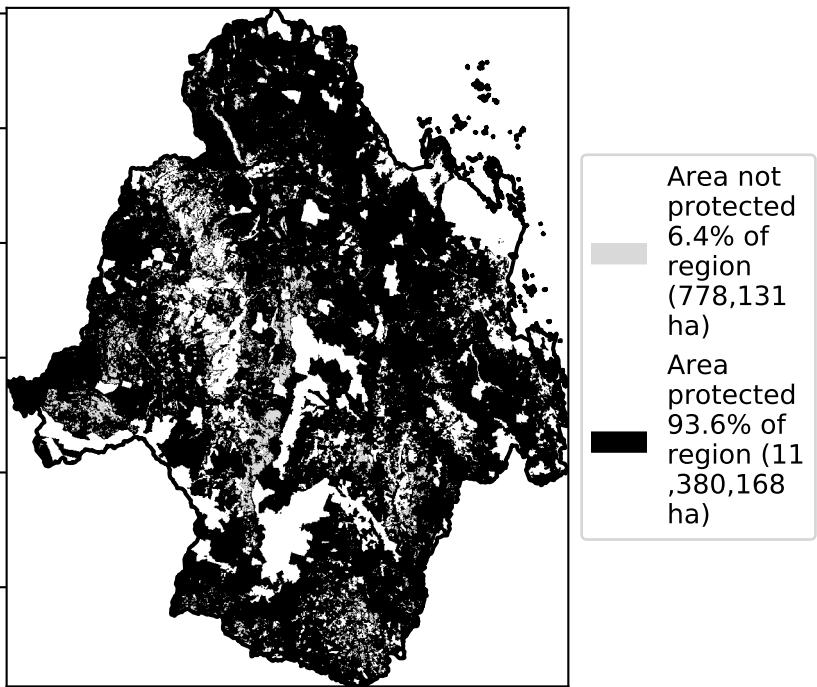 Area not
protected
6.4% of
region
(778,131
ha)
Area
protected
93.6% of
region (11
,380,168
ha)